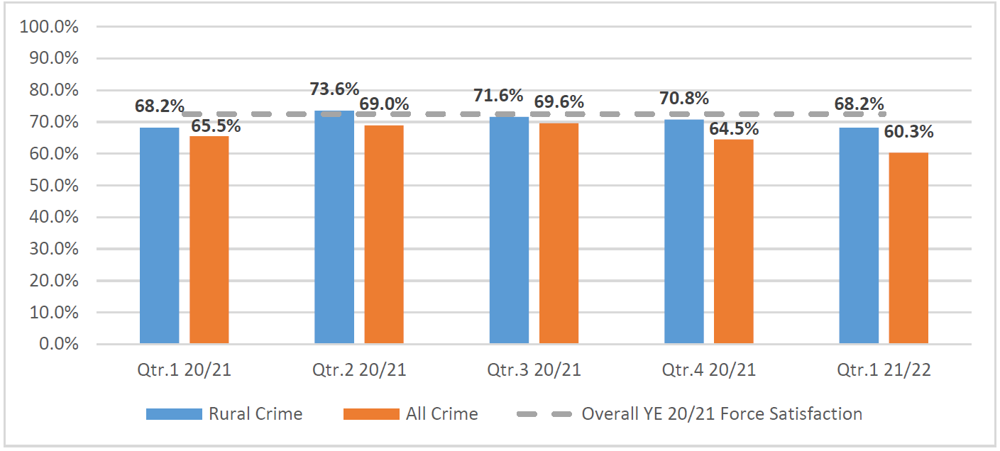 100.0%
90.0%
80.0%
70.0%
60.0%
50.0%
40.0%
30.0%
20.0%
10.0%
0.0%
68.2%
65.5%
73.6%
69.0%
71.6%
69.6%
70.8%
64.5%
68.2%
60.3%
Qtr.1 20/21
Qtr.2 20/21
Qtr.3 20/21
Qtr.4 20/21
Qtr.1 21/22
Rural Crime
All Crime
Overall YE 20/21 Force Satisfaction